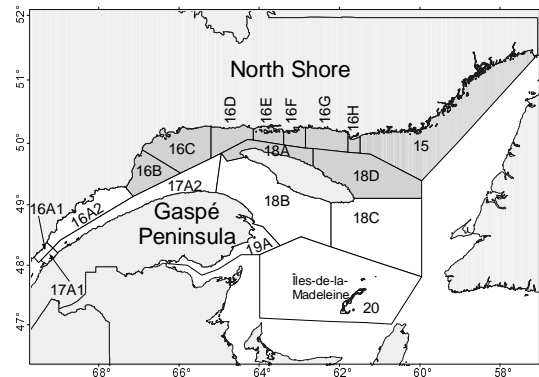 52°
51°
50°
49°
48°
47°
North Shore
16D
16E
16F
16G
16H
15
16C
18A
16B
18D
17A2
18B
18C
16A1
16A2
Gaspé
Peninsula
19A
17A1
Îles-de-la-
Madeleine
20
68°
66°
64°
62°
60°
58°